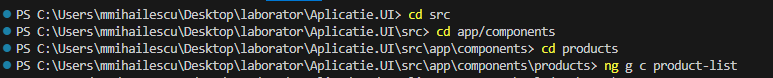 PS C:\Users\mmihailescu\Desktop\laborator\Aplicatie.UI> cd src
PS C:\Users\mmihailescu\Desktop\laborator\Aplicatie.UI\src> cd app/components
PS C:\Users\mmihailescu\Desktop\laborator\Aplicatie.UI\src\app\components> cd products
PS C:\Users\mmihailescu\Desktop\laborator\Aplicatie.UI\src\app\components\products> ng g c product-list